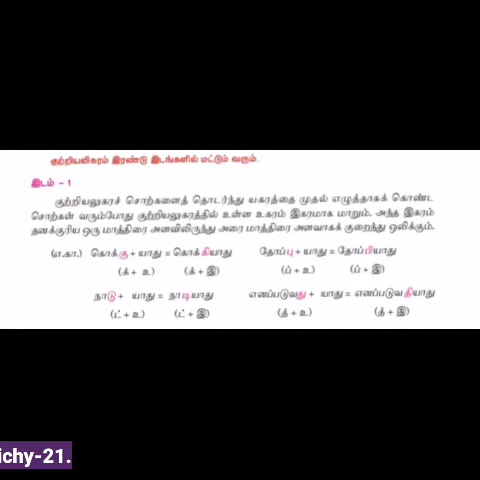 குற்றியலிகரம் இரண்டு இடங்களில் மட்டும் வரும்.
இடம் - 1
குற்றியலுகரச் சொற்களைத் தொடர்ந்து யகரத்தை முதல் எழுத்தாகக் கொண்ட
சொற்கள் வரும்போது குற்றியலுகரத்தில் உள்ள உகரம் இகரமாக மாறும். அந்த இகரம்
தனக்குரிய ஒரு மாத்திரை அளவிலிருந்து அரை மாத்திரை அளவாகக் குறைந்து ஒலிக்கும்.
(எ.கா.) கொக்கு + யாது = கொக்கியாது தோப்பு + யாது = தோப்பியாது
(க் + உ) (க் + இ) (ப் + உ) (ப் + இ)
நாடு + யாது = நாடியாது எனப்படுவது + யாது = எனப்படுவதியாது
(ட் + உ) (ட் + இ) (த் + உ) (த் + இ)
ichy-21.